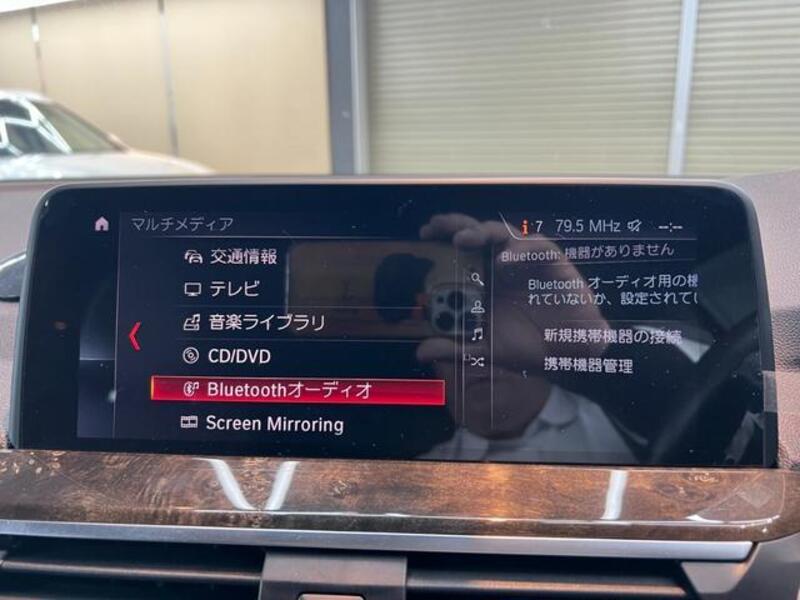 マルチメディア
i 7 79.5 MHz --:--
交通情報
テレビ
音楽ライブラリ
CD/DVD
Bluetoothオーディオ
Screen Mirroring
Bluetooth: 機器がありません
Bluetooth オーディオ用の機
れていないか、設定されてい
新規携帯機器の接続
携帯機器管理